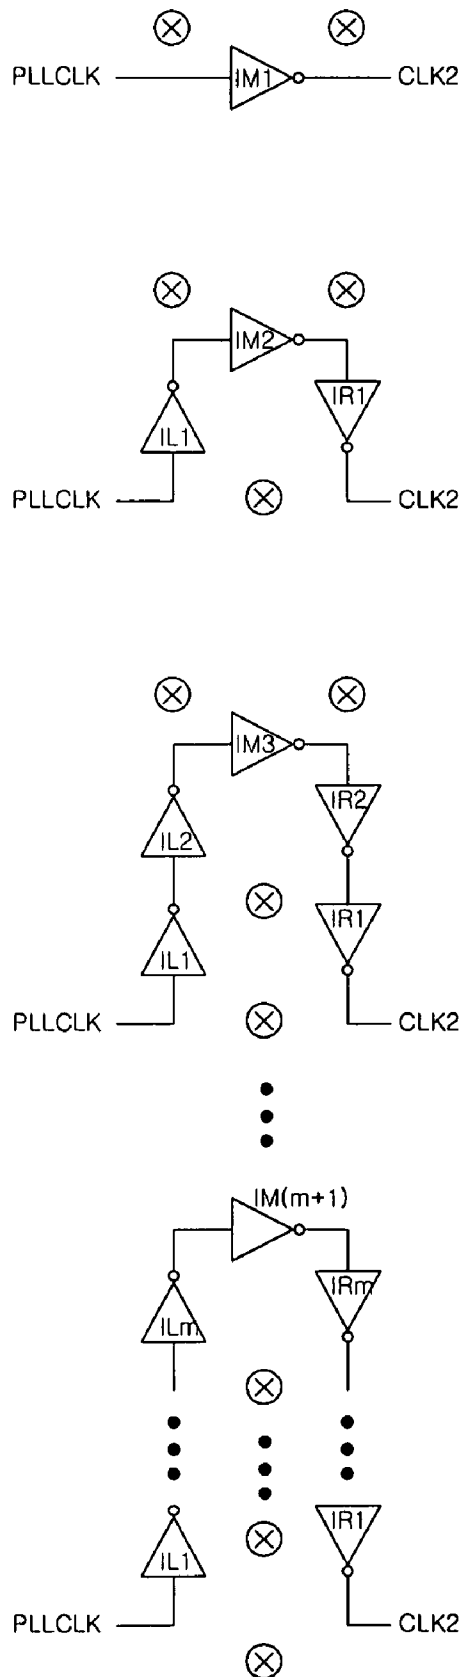 PLLCLK IM1 CLK2
IM2
IL1 IR1
PLLCLK CLK2
IM3
IL2 IR2
IL1 IR1
PLLCLK CLK2
IM(m+1)
ILm IRm
IL1 IR1
PLLCLK CLK2